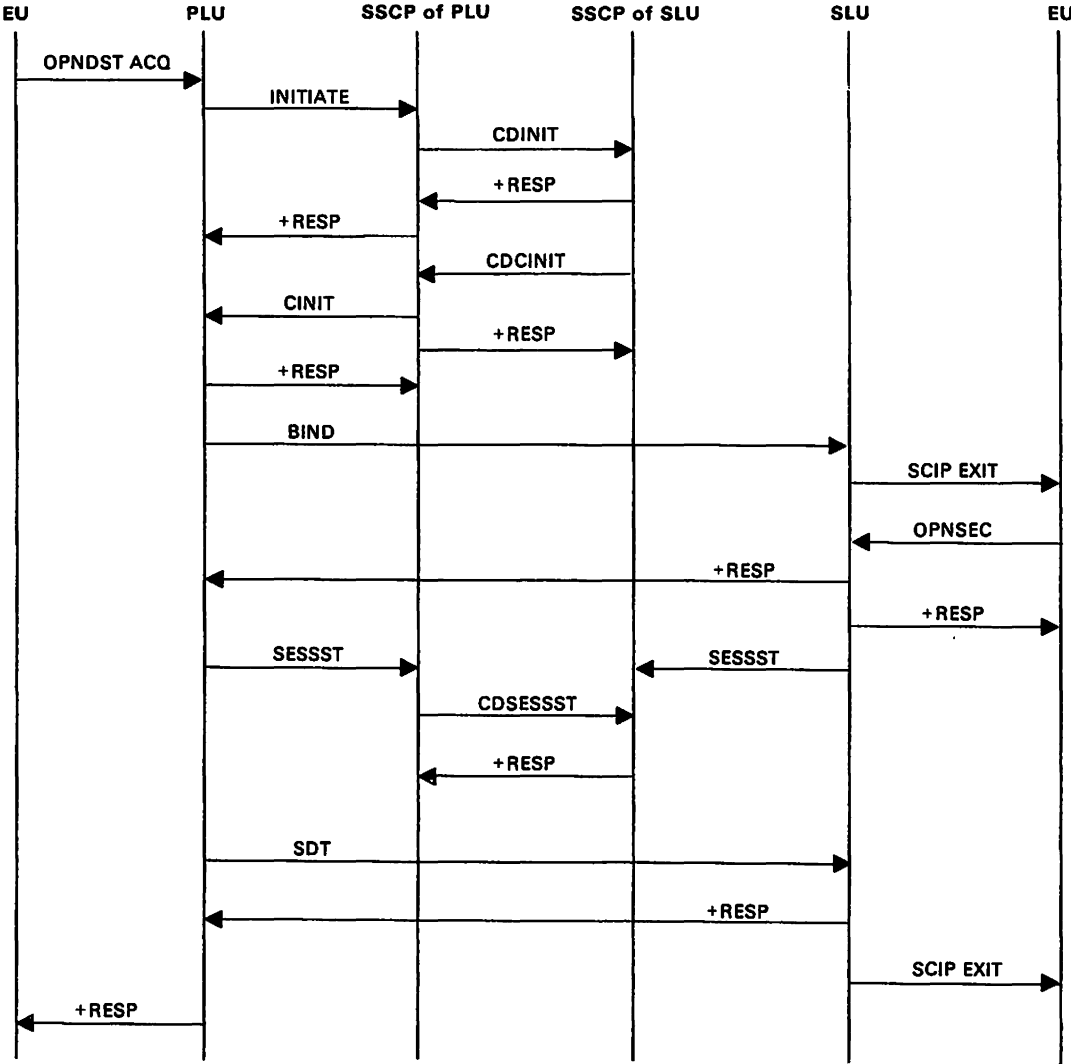 EU PLU SSCP of PLU SSCP of SLU SLU EU
OPNDST ACQ
INITIATE
CDINIT
+RESP
+RESP
CDCINIT
CINIT
+RESP
+RESP
BIND
SCIP EXIT
OPNSEC
+RESP
+RESP
SESSST SESSST
CDSESSST
+RESP
SDT
+RESP
SCIP EXIT
+RESP